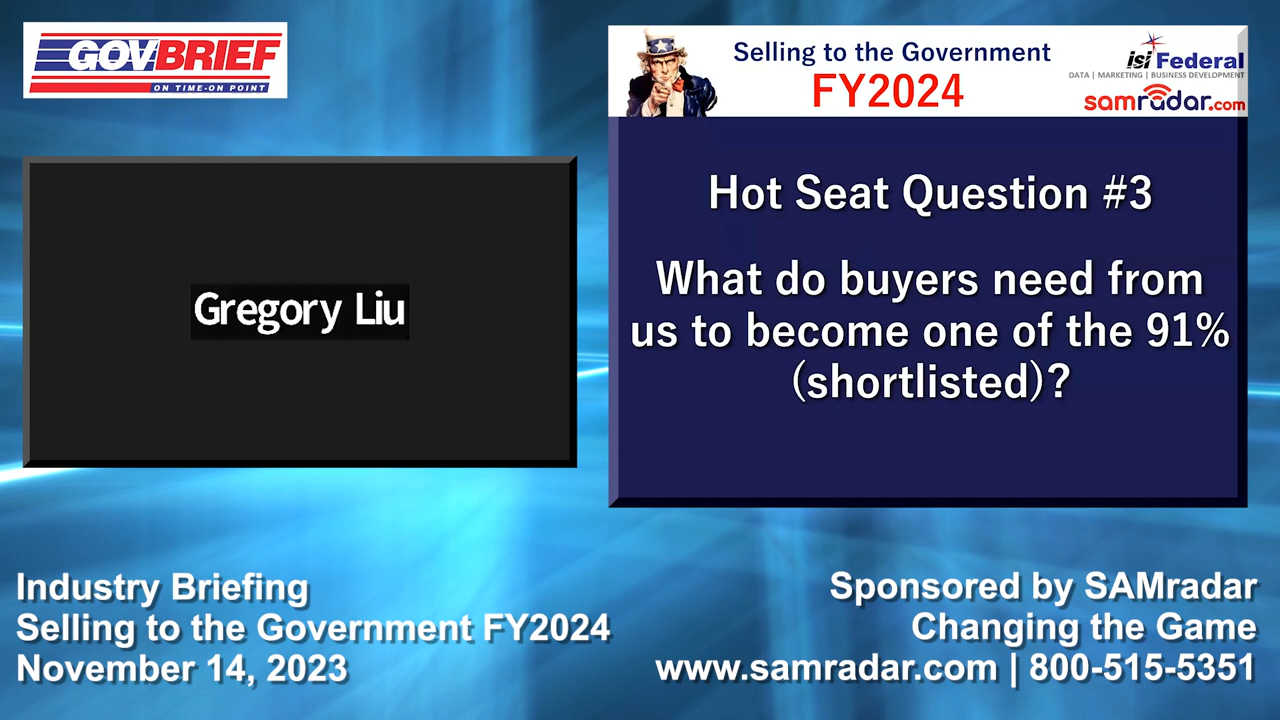 GOVBRIEF
ON TIME-ON POINT
Gregory Liu
Selling to the Government
FY2024
isi Federal
DATA | MARKETING | BUSINESS DEVELOPMENT
samradar.com
Hot Seat Question #3
What do buyers need from
us to become one of the 91%
(shortlisted)?
Industry Briefing
Selling to the Government FY2024
November 14, 2023
Sponsored by SAMradar
Changing the Game
www.samradar.com | 800-515-5351